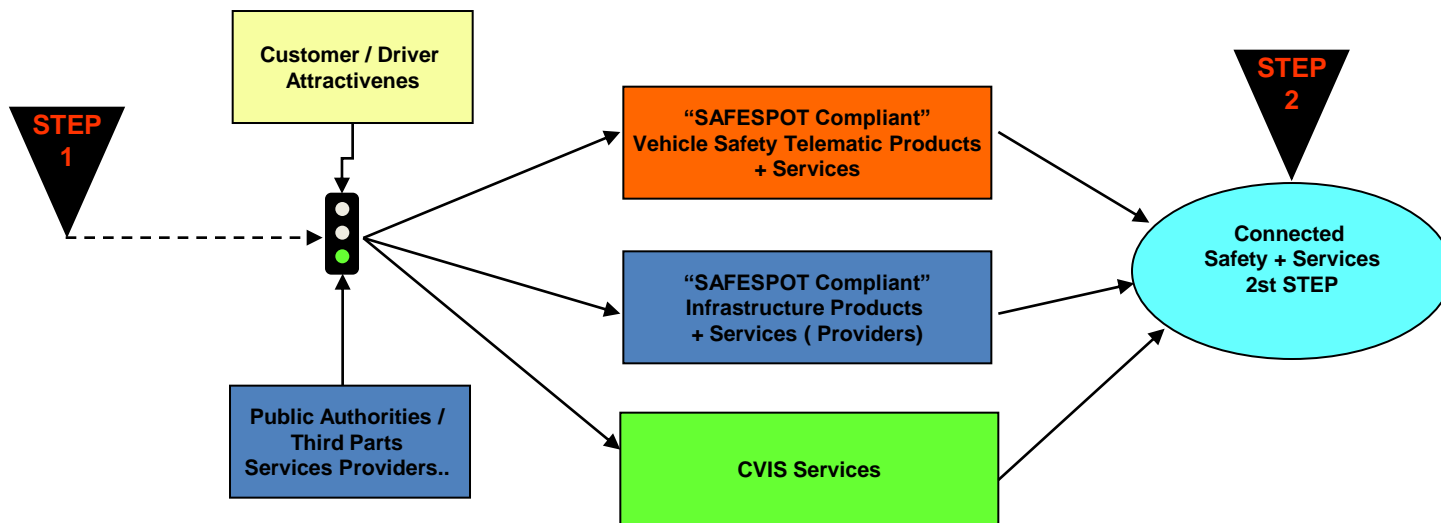 Customer / Driver
Attractivenes
STEP
1
“SAFESPOT Compliant”
Vehicle Safety Telematic Products
+ Services
STEP
2
Connected
Safety + Services
2st STEP
“SAFESPOT Compliant”
Infrastructure Products
+ Services ( Providers)
Public Authorities /
Third Parts
Services Providers..
CVIS Services